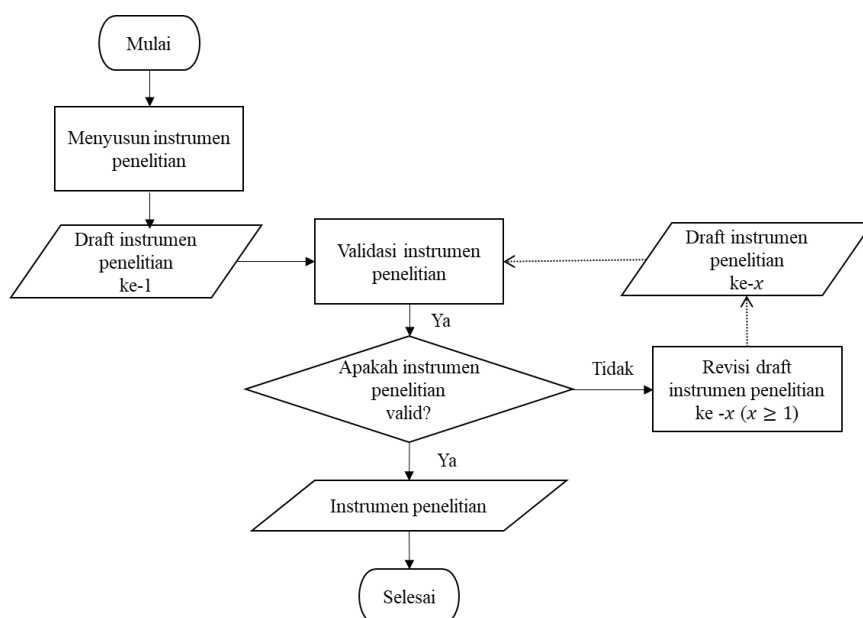 Mulai
Menyusun instrumen
penelitian
Draft instrumen
penelitian
ke-1
Validasi instrumen
penelitian
Draft instrumen
penelitian
ke-𝑥
Ya
Apakah instrumen
penelitian
valid?
Tidak
Revisi draft
instrumen penelitian
ke -𝑥 (𝑥 ≥ 1)
Ya
Instrumen penelitian
Selesai